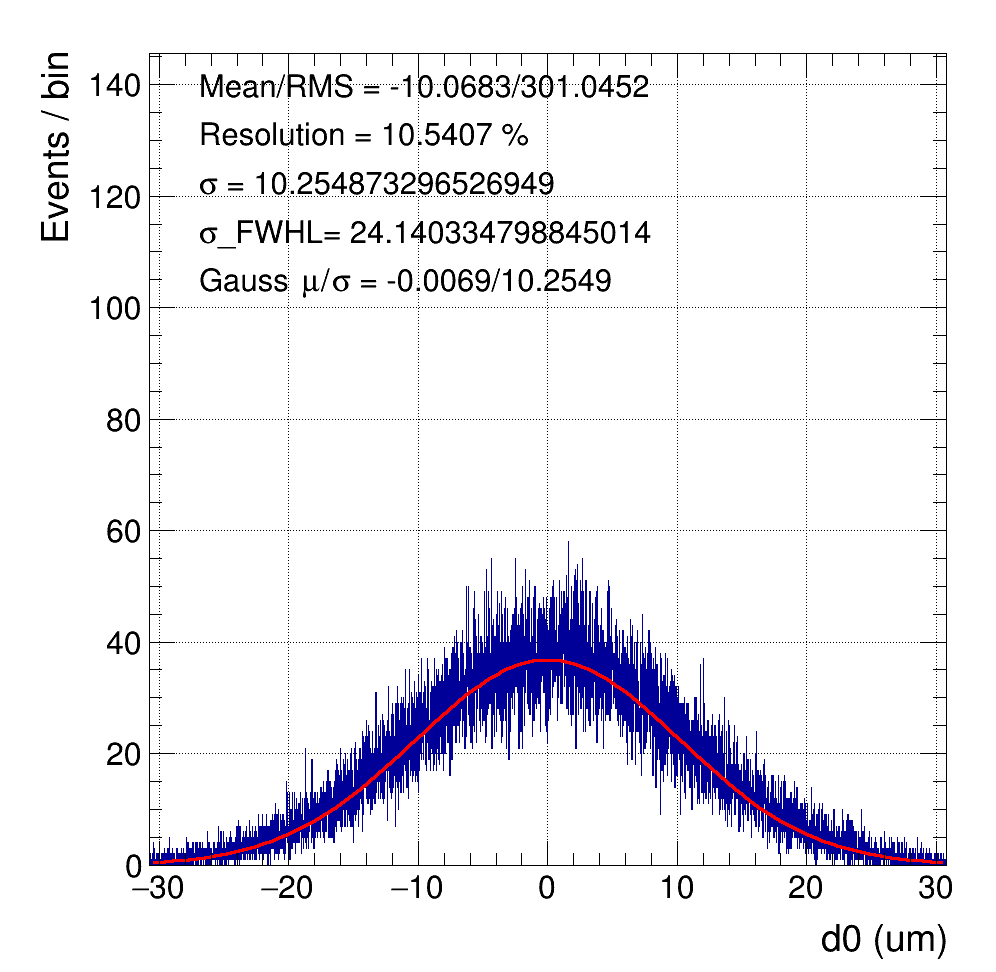 Events / bin
140
120
100
80
60
40
20
0
Mean/RMS = -10.0683/301.0452
Resolution = 10.5407 %
σ = 10.254873296526949
σ_FWHL= 24.140334798845014
Gauss μ/σ = -0.0069/10.2549
−30 −20 −10 0 10 20 30
d0 (um)